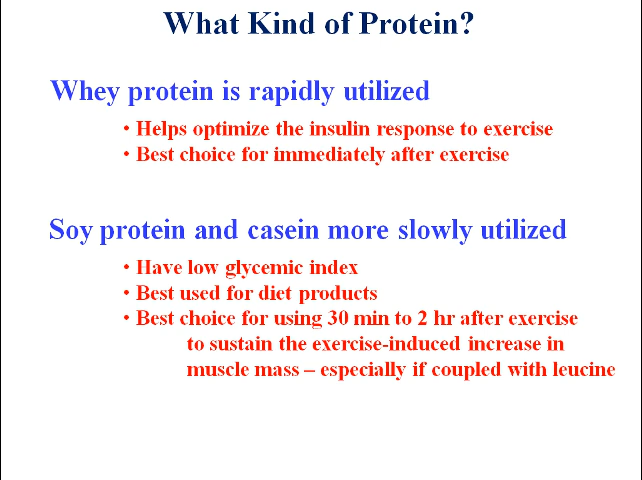 What Kind of Protein?
Whey protein is rapidly utilized
• Helps optimize the insulin response to exercise
• Best choice for immediately after exercise
Soy protein and casein more slowly utilized
• Have low glycemic index
• Best used for diet products
• Best choice for using 30 min to 2 hr after exercise
to sustain the exercise-induced increase in
muscle mass – especially if coupled with leucine